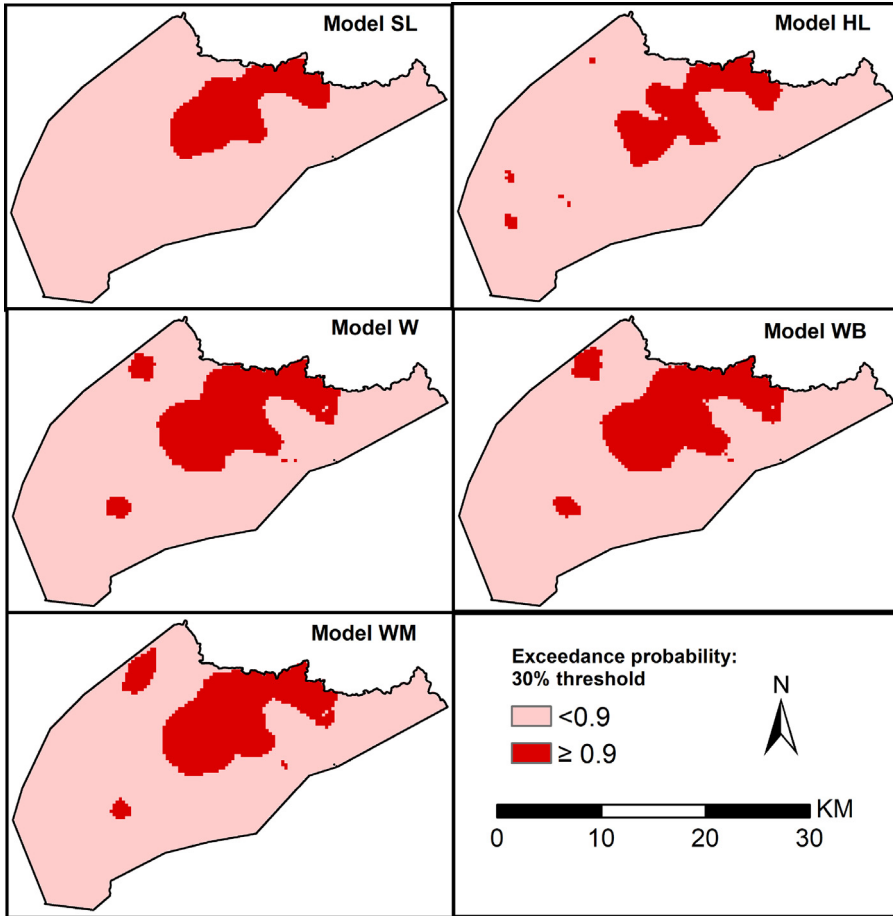 Model SL
Model HL
Model W
Model WB
Model WM
Exceedance probability:
30% threshold
<0.9
≥ 0.9
N
KM
0 10 20 30